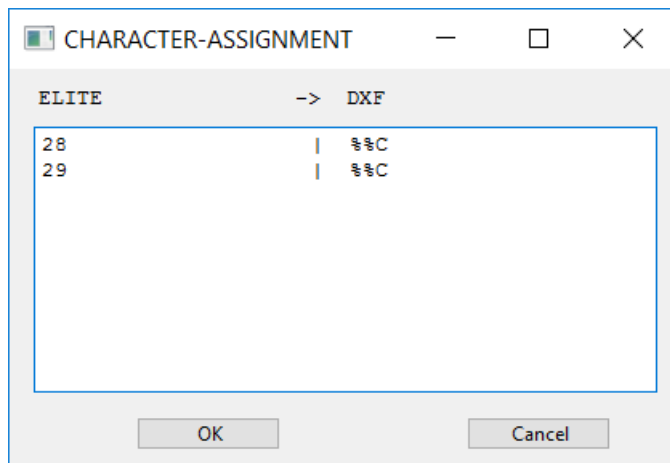 CHARACTER-ASSIGNMENT
ELITE -> DXF
28 | %%C
29 | %%C
OK Cancel